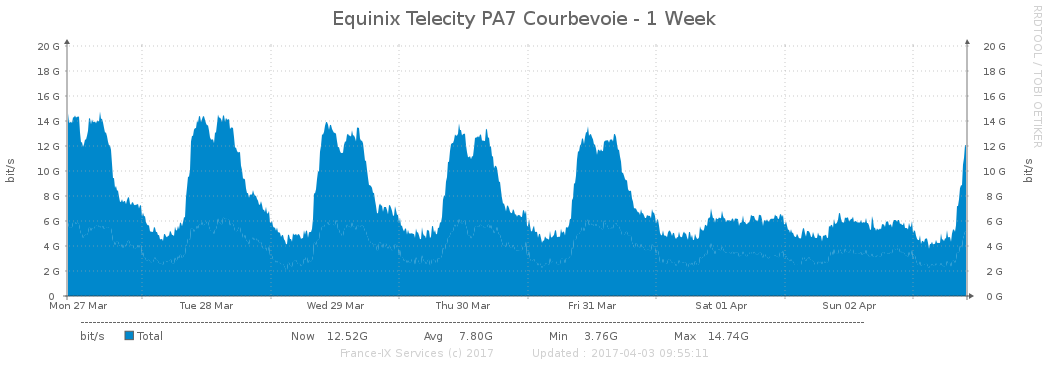 Equinix Telecity PA7 Courbevoie - 1 Week
RRDTOOL / TOBI OETIKER
20 G 20 G
18 G 18 G
16 G 16 G
14 G 14 G
12 G 12 G
10 G 10 G
8 G 8 G
6 G 6 G
4 G 4 G
2 G 2 G
0 0 G
bit/s bit/s
Mon 27 Mar Tue 28 Mar Wed 29 Mar Thu 30 Mar Fri 31 Mar Sat 01 Apr Sun 02 Apr
bit/s Total Now 12.52G Avg 7.80G Min 3.76G Max 14.74G
France-IX Services (c) 2017 Updated : 2017-04-03 09:55:11